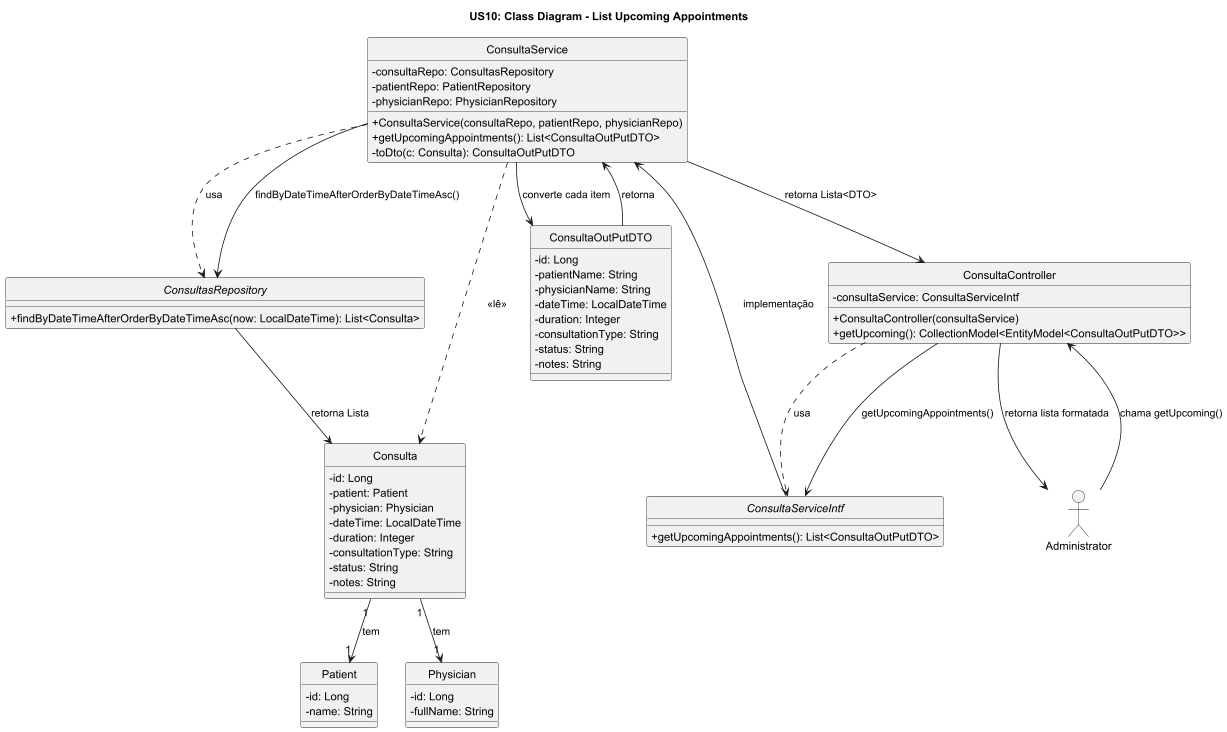 US10: Class Diagram - List Upcoming Appointments
ConsultaService
-consultaRepo: ConsultasRepository
-patientRepo: PatientRepository
-physicianRepo: PhysicianRepository
+ConsultaService(consultaRepo, patientRepo, physicianRepo)
+getUpcomingAppointments(): List<ConsultaOutPutDTO>
-toDto(c: Consulta): ConsultaOutPutDTO
usa
findByDateTimeAfterOrderByDateTimeAsc()
converte cada item
retorna
retorna Lista<DTO>
ConsultaOutPutDTO
-id: Long
-patientName: String
-physicianName: String
-dateTime: LocalDateTime
-duration: Integer
-consultationType: String
-status: String
-notes: String
ConsultasRepository
+findByDateTimeAfterOrderByDateTimeAsc(now: LocalDateTime): List<Consulta>
«lê»
implementação
ConsultaController
-consultaService: ConsultaServiceIntf
+ConsultaController(consultaService)
+getUpcoming(): CollectionModel<EntityModel<ConsultaOutPutDTO>>
retorna Lista
usa
getUpcomingAppointments()
retorna lista formatada
chama getUpcoming()
Consulta
-id: Long
-patient: Patient
-physician: Physician
-dateTime: LocalDateTime
-duration: Integer
-consultationType: String
-status: String
-notes: String
ConsultaServiceIntf
+getUpcomingAppointments(): List<ConsultaOutPutDTO>
Administrator
1
1
tem
tem
1
1
Patient
-id: Long
-name: String
Physician
-id: Long
-fullName: String